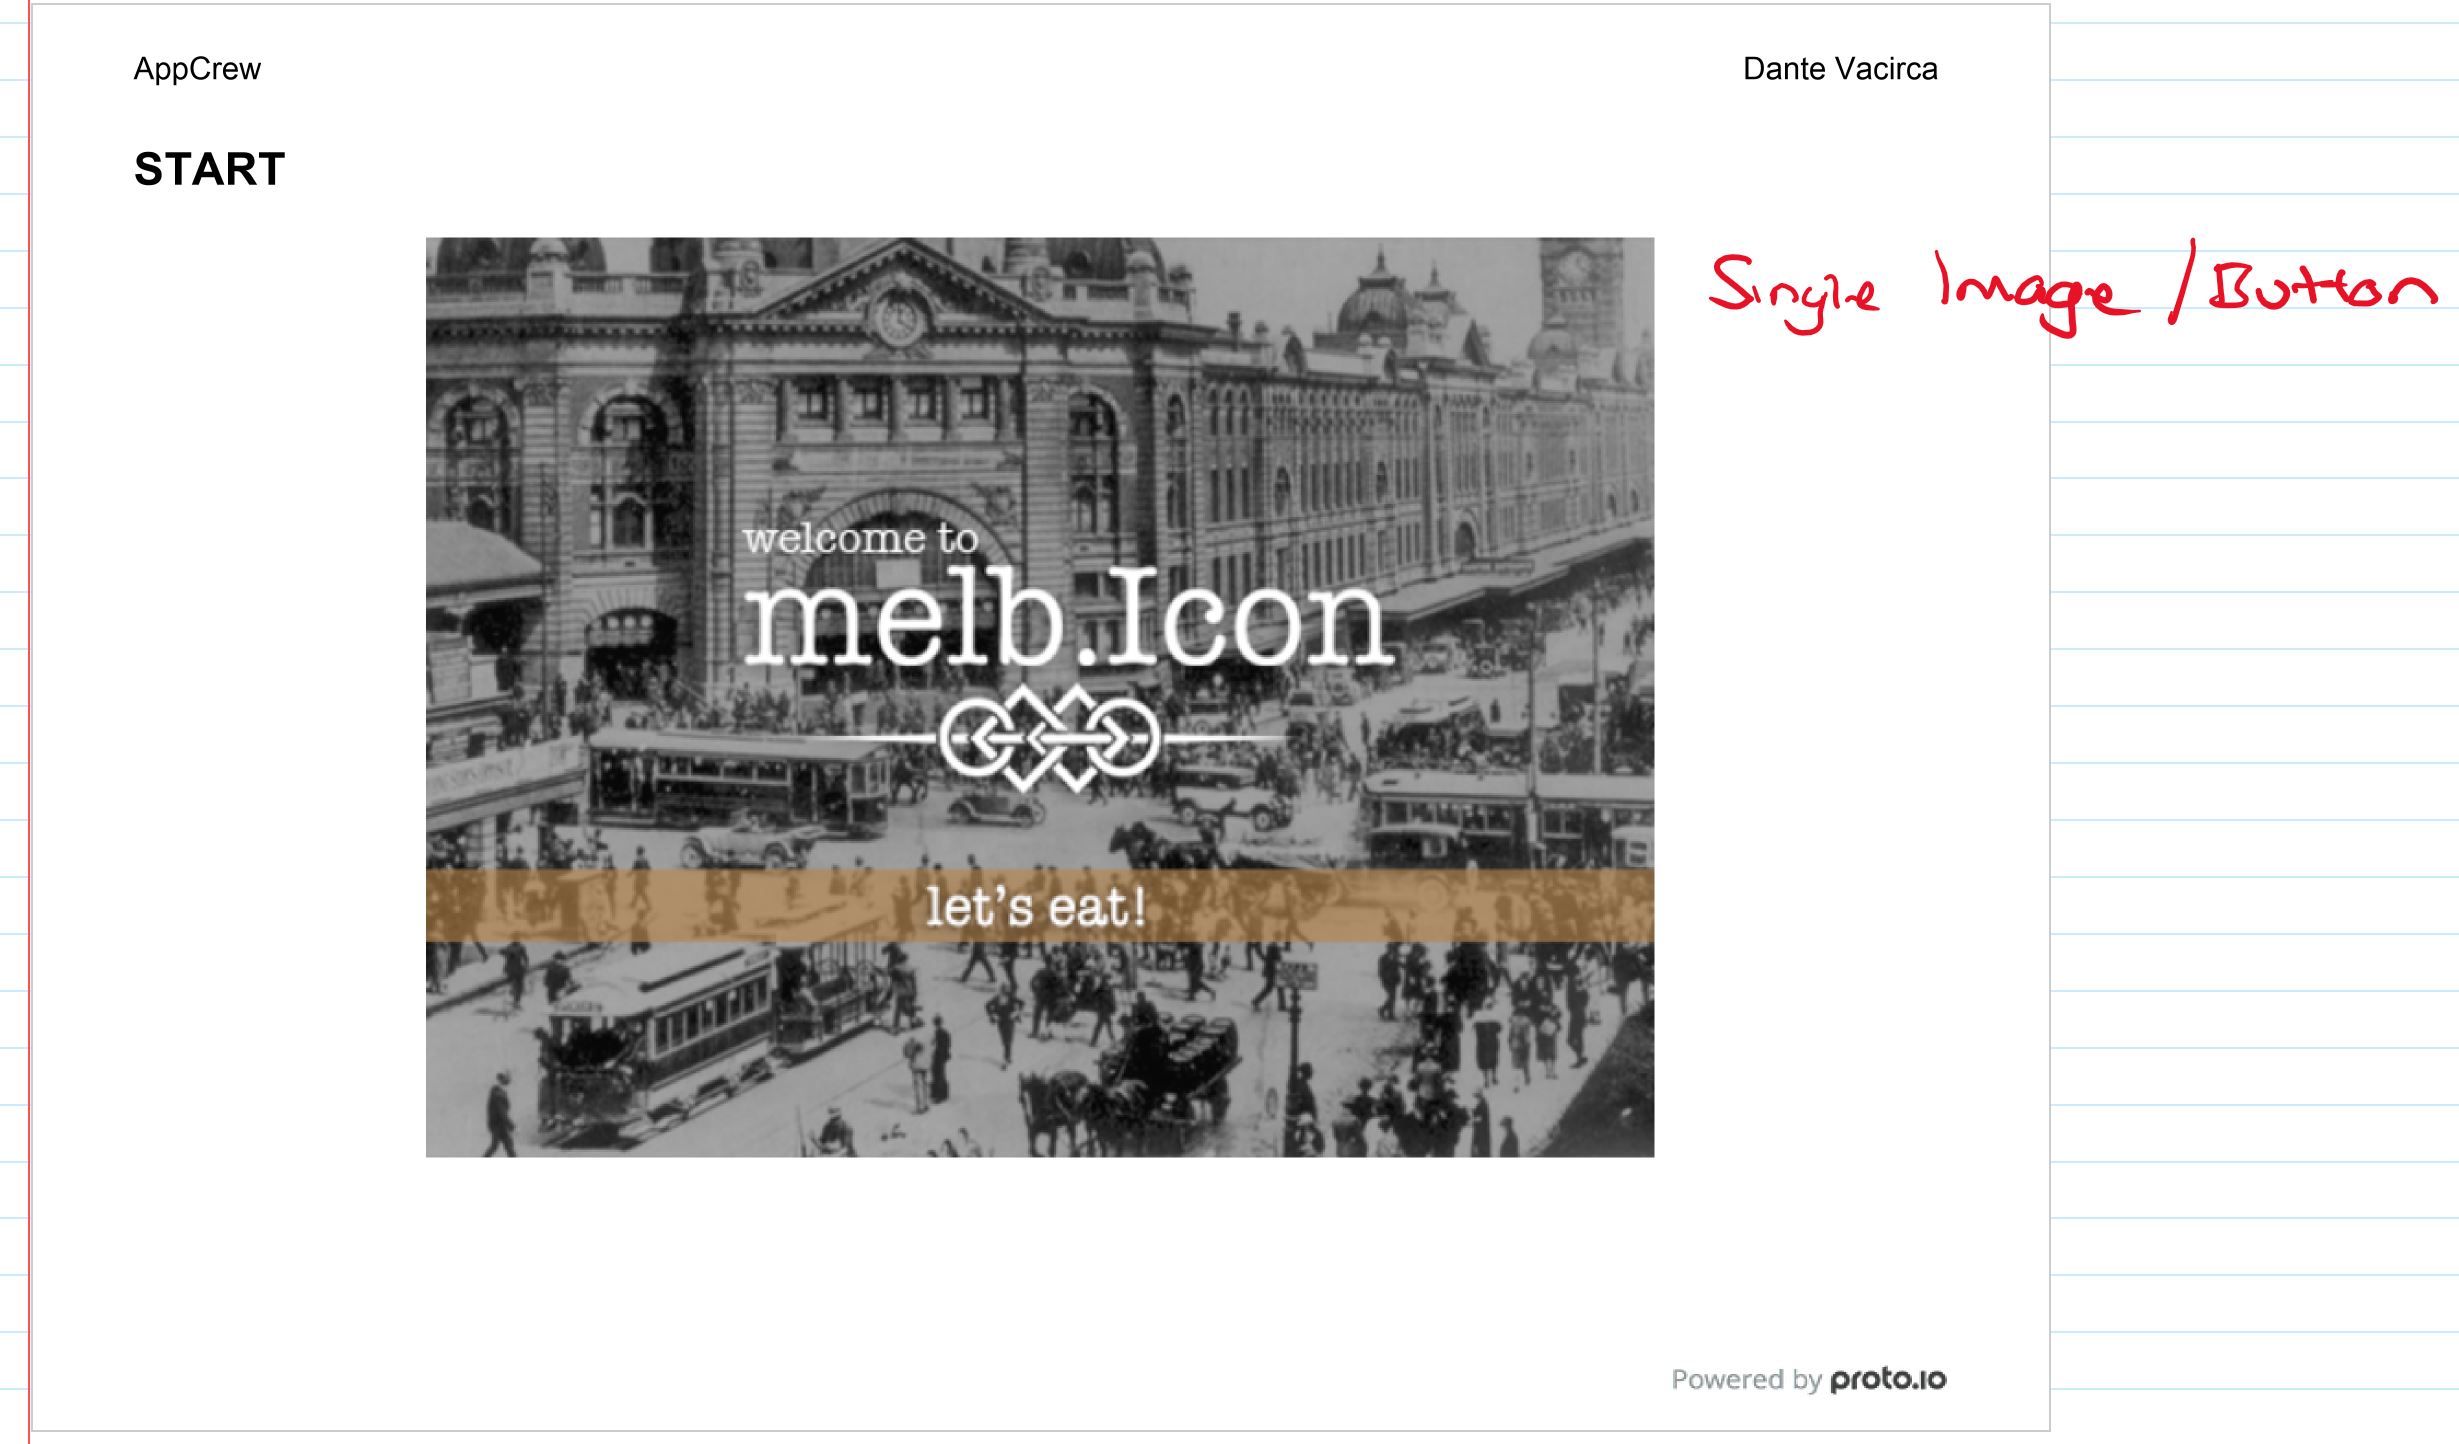 AppCrew
Dante Vacirca
START
Single Image / Button
welcome to
melb.Icon
let's eat!
Powered by proto.io